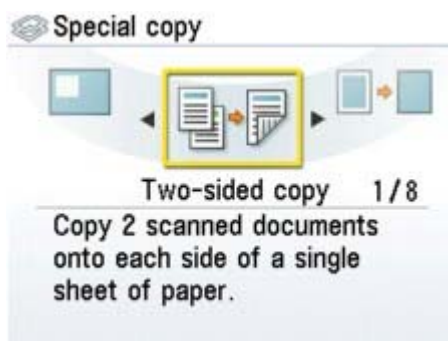 Special copy
Two-sided copy 1/8
Copy 2 scanned documents
onto each side of a single
sheet of paper.